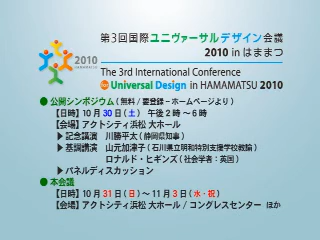 第3回国際ユニヴァーサルデザイン会議
2010 in はままつ
2010
The 3rd International Conference
for Universal Design in HAMAMATSU 2010
● 公開シンポジウム ( 無料 / 要登録 − ホームページより )
【日時】10月30日 ( 土 ) 午後2時〜6時
【会場】アクトシティ浜松 大ホール
▶ 記念講演 川勝平太 ( 静岡県知事 )
▶ 基調講演 山元加津子 ( 石川県立明和特別支援学校教諭 )
ロナルド・ヒギンズ ( 社会学者 : 英国 )
▶ パネルディスカッション
● 本会議
【日時】10月31日 ( 日 ) 〜 11月3日 ( 水・祝 )
【会場】アクトシティ浜松 大ホール / コングレスセンター ほか